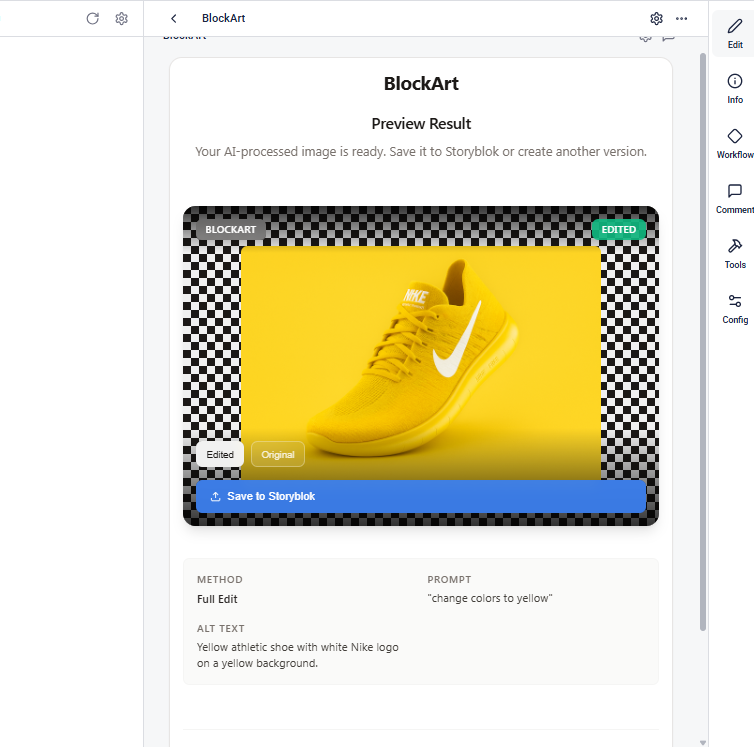 BlockArt
BlockArt
BlockArt
Preview Result
Your AI-processed image is ready. Save it to Storyblok or create another version.
BLOCKART
EDITED
NIKE
Edited
Original
Save to Storyblok
METHOD
Full Edit
PROMPT
"change colors to yellow"
ALT TEXT
Yellow athletic shoe with white Nike logo
on a yellow background.
Edit
Info
Workflow
Comment
Tools
Config